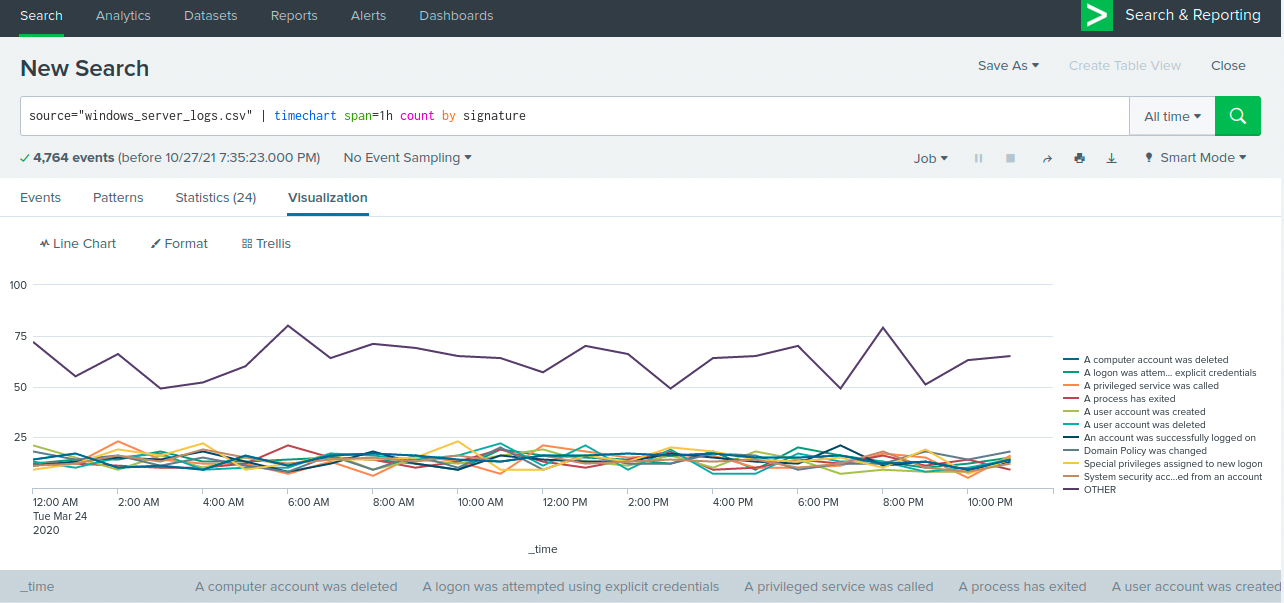 Search Analytics Datasets Reports Alerts Dashboards > Search & Reporting
New Search Save As Create Table View Close
source="windows_server_logs.csv" | timechart span=1h count by signature All time
4,764 events (before 10/27/21 7:35:23.000 PM) No Event Sampling Job Smart Mode
Events Patterns Statistics (24) Visualization
Line Chart Format Trellis
100
75
50
25
A computer account was deleted
A logon was attem... explicit credentials
A privileged service was called
A process has exited
A user account was created
A user account was deleted
An account was successfully logged on
Domain Policy was changed
Special privileges assigned to new logon
System security acc...ed from an account
OTHER
12:00 AM 2:00 AM 4:00 AM 6:00 AM 8:00 AM 10:00 AM 12:00 PM 2:00 PM 4:00 PM 6:00 PM 8:00 PM 10:00 PM
Tue Mar 24
2020
_time
_time A computer account was deleted A logon was attempted using explicit credentials A privileged service was called A process has exited A user account was created